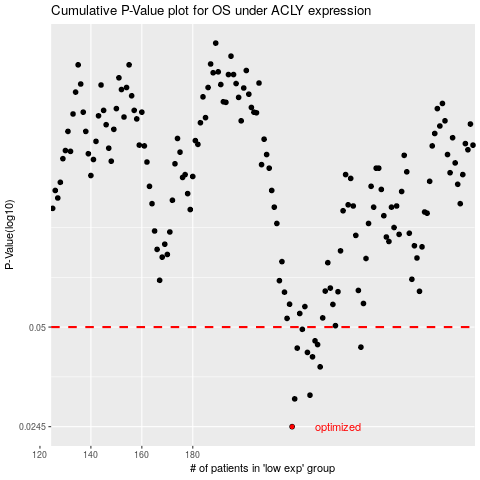 Cumulative P-Value plot for OS under ACLY expression
P-Value(log10)
0.05
0.0245
optimized
120 140 160 180
# of patients in 'low exp' group